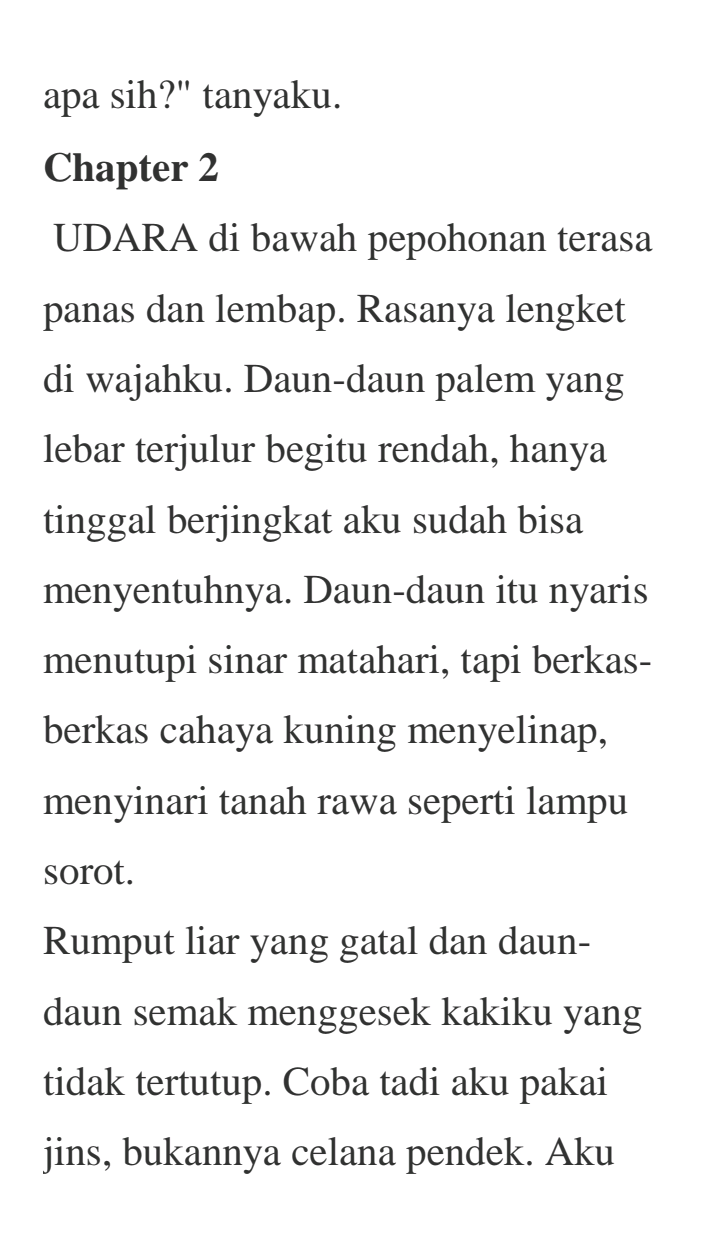 apa sih?" tanyaku.
Chapter 2
UDARA di bawah pepohonan terasa
panas dan lembap. Rasanya lengket
di wajahku. Daun-daun palem yang
lebar terjulur begitu rendah, hanya
tinggal berjingkat aku sudah bisa
menyentuhnya. Daun-daun itu nyaris
menutupi sinar matahari, tapi berkas-
berkas cahaya kuning menyelinap,
menyinari tanah rawa seperti lampu
sorot.
Rumput liar yang gatal dan daun-
daun semak menggesek kakiku yang
tidak tertutup. Coba tadi aku pakai
jins, bukannya celana pendek. Aku